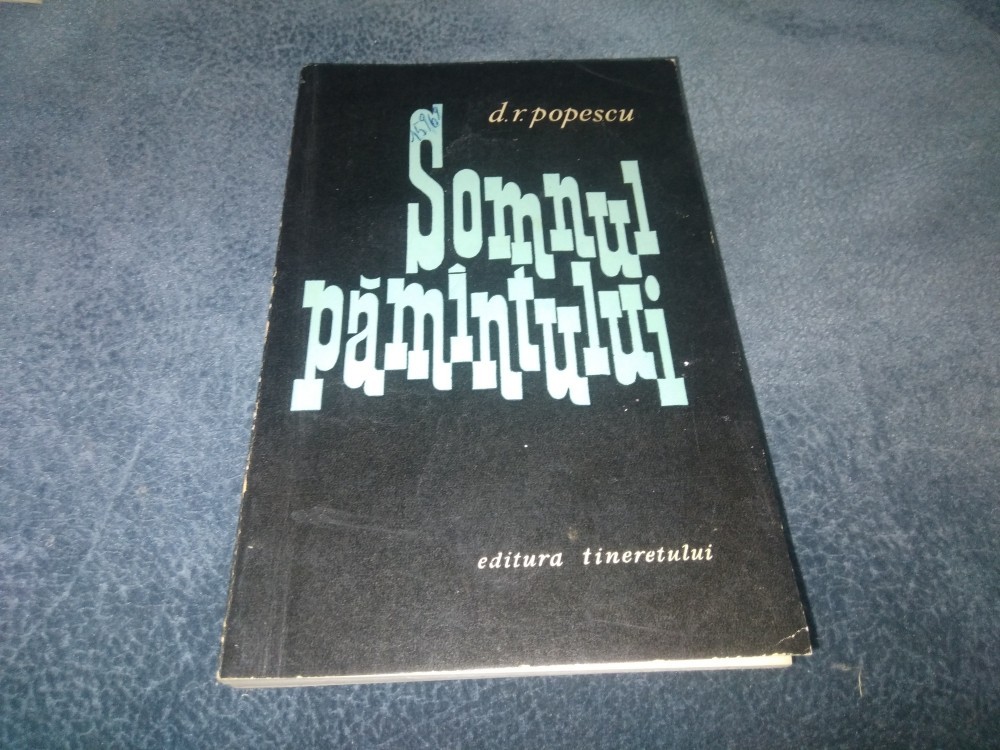 d.r. popescu
Somnul
pămîntului
editura tineretului